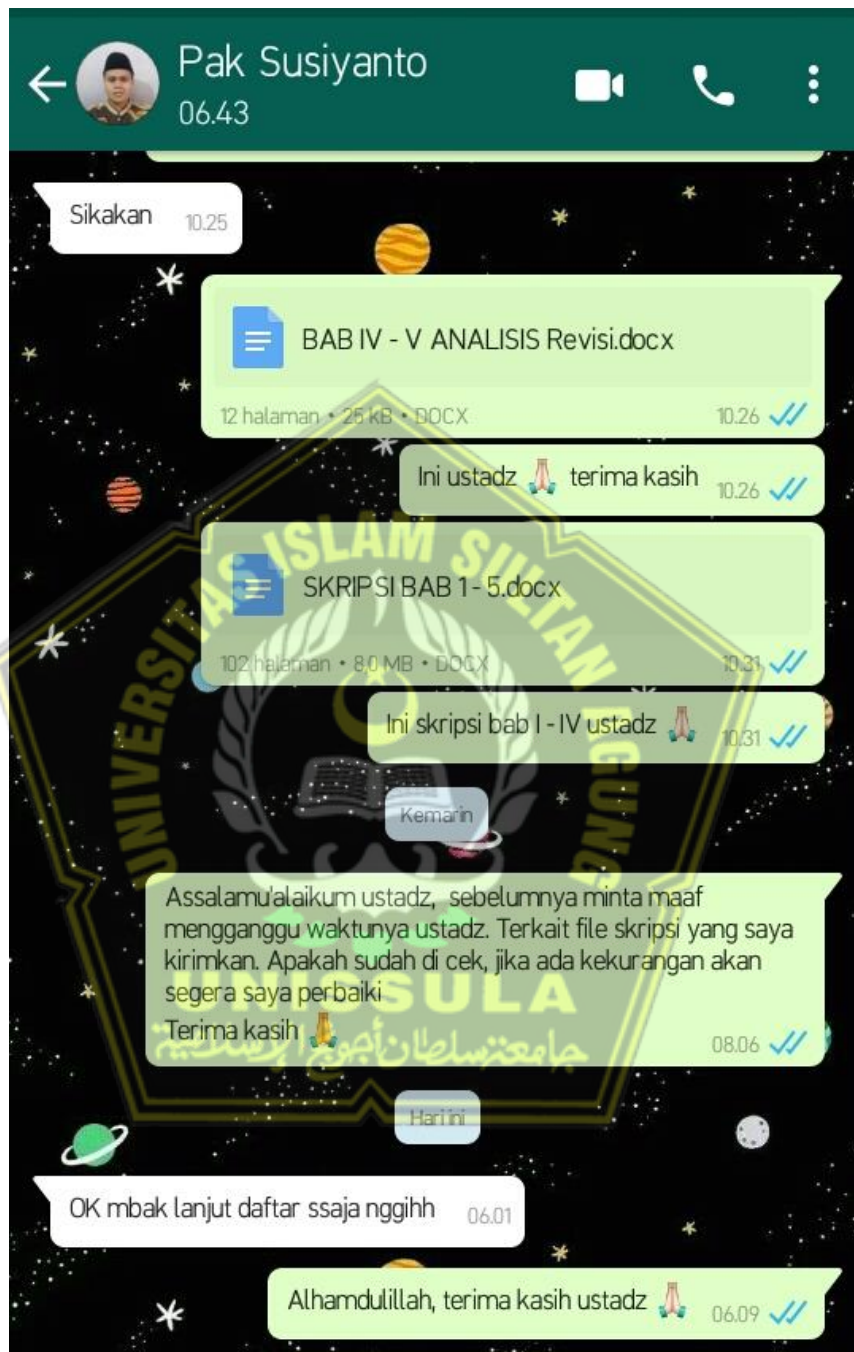 Pak Susiyanto
06.43
Sikakan 10.25
BAB IV - V ANALISIS Revisi.docx
12 halaman • 25 kB • DOCX 10.26
Ini ustadz 🙏 terima kasih 10.26
SKRIPSI BAB 1 - 5.docx
102 halaman • 8,0 MB • DOCX 10.31
Ini skripsi bab I - IV ustadz 🙏 10.31
Kemarin
Assalamu'alaikum ustadz, sebelumnya minta maaf
mengganggu waktunya ustadz. Terkait file skripsi yang saya
kirimkan. Apakah sudah di cek, jika ada kekurangan akan
segera saya perbaiki
Terima kasih 🙏 08.06
Hari ini
OK mbak lanjut daftar ssaja nggihh 06.01
Alhamdulillah, terima kasih ustadz 🙏 06.09
UNIVERSITAS ISLAM SULTAN AGUNG
UNISSULA
جامعنساطان أجونج الإسلامية